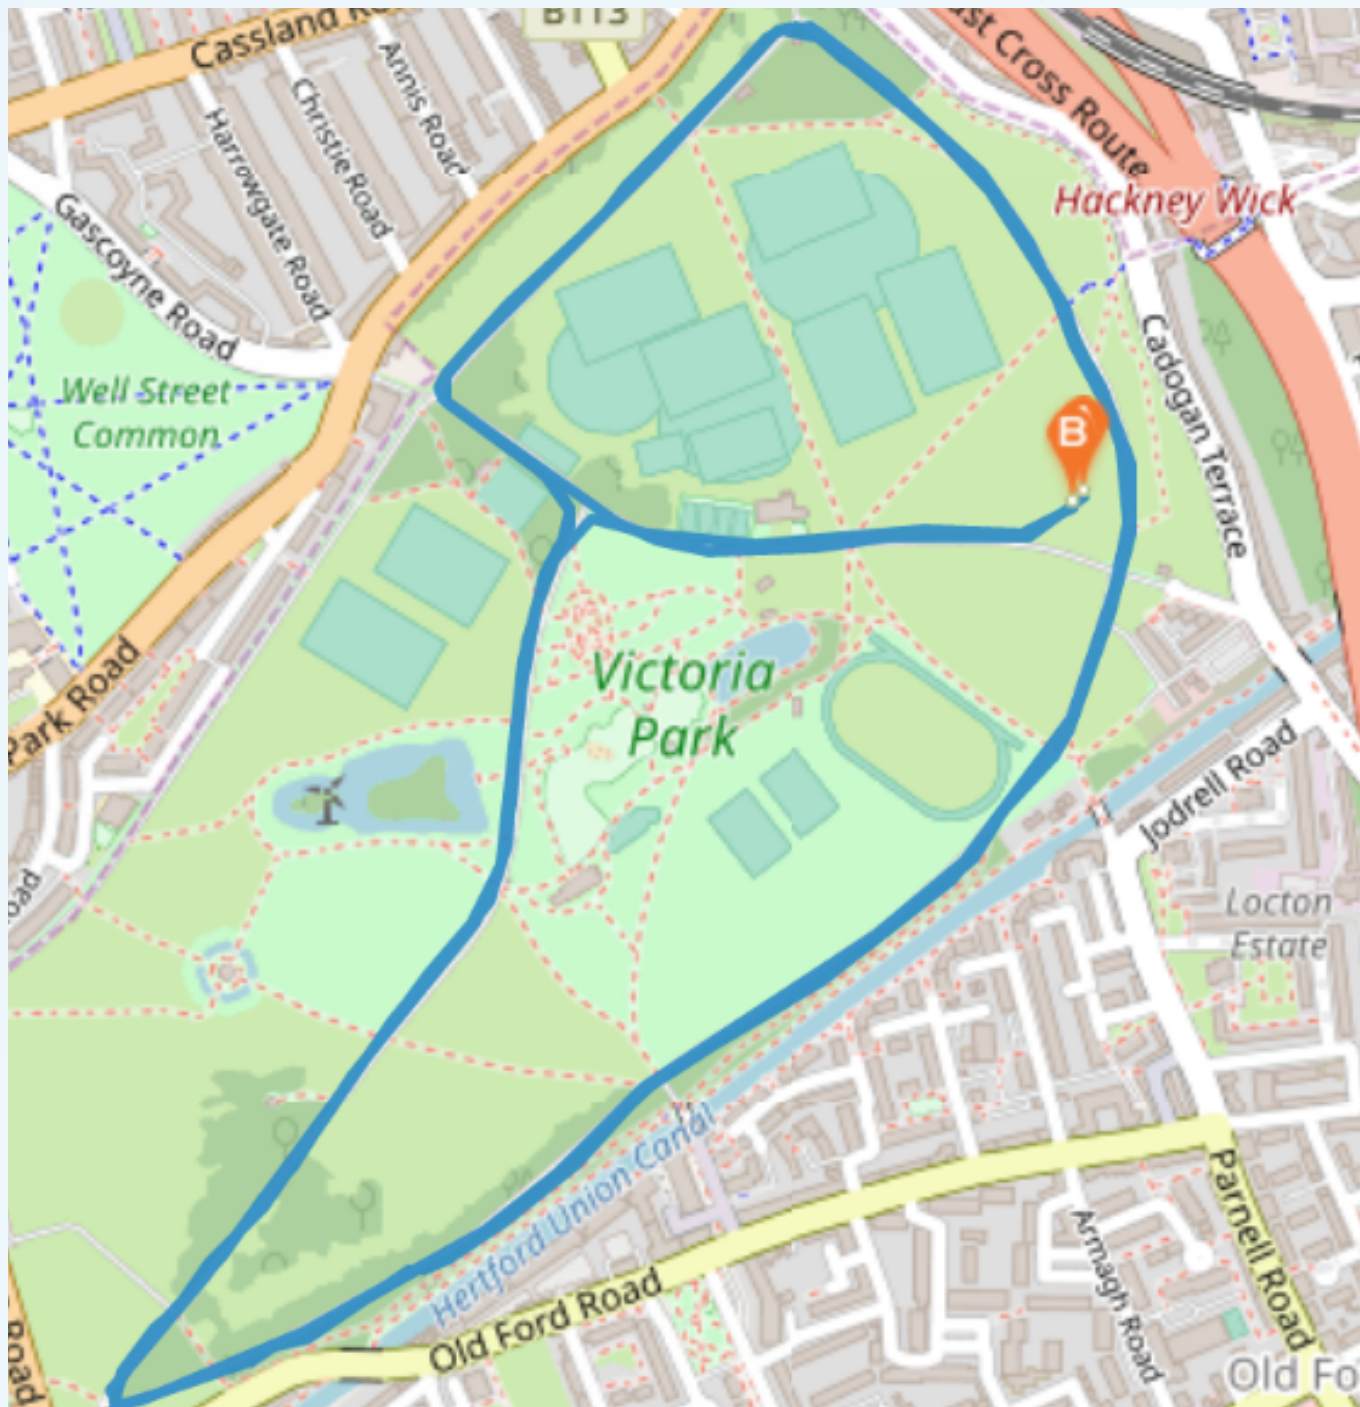 B113
Cassland
Annis Road
Christie Road
Harrowgate Road
Gascoyne Road
Well Street
Common
Park Road
East Cross Route
Hackney Wick
Cadogan Terrace
B
Victoria
Park
Jodrell Road
Locton
Estate
Hertford Union Canal
Old Ford Road
Armagh Road
Parnell Road
Road
oad
Old Fo